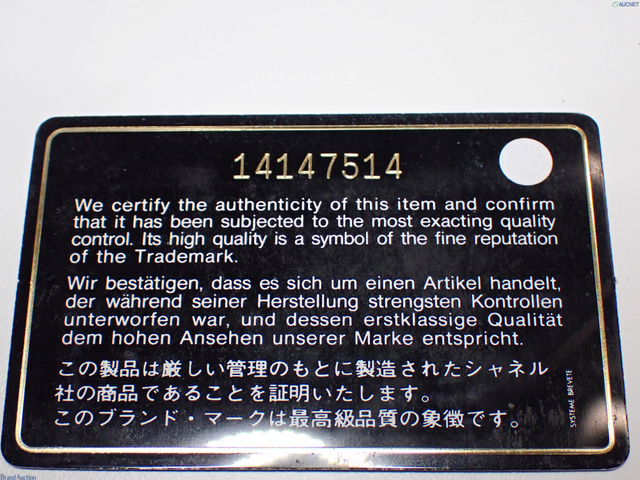 AUCNET
14147514
We certify the authenticity of this item and confirm
that it has been subjected to the most exacting quality
control. Its high quality is a symbol of the fine reputation
of the Trademark.
Wir bestätigen, dass es sich um einen Artikel handelt,
der während seiner Herstellung strengsten Kontrollen
unterworfen war, und dessen erstklassige Qualität
dem hohen Ansehen unserer Marke entspricht.
この製品は厳しい管理のもとに製造されたシャネル
社の商品であることを証明いたします。
このブランド・マークは最高級品質の象徴です。
SYSTEME BREVETE
Brand Auction